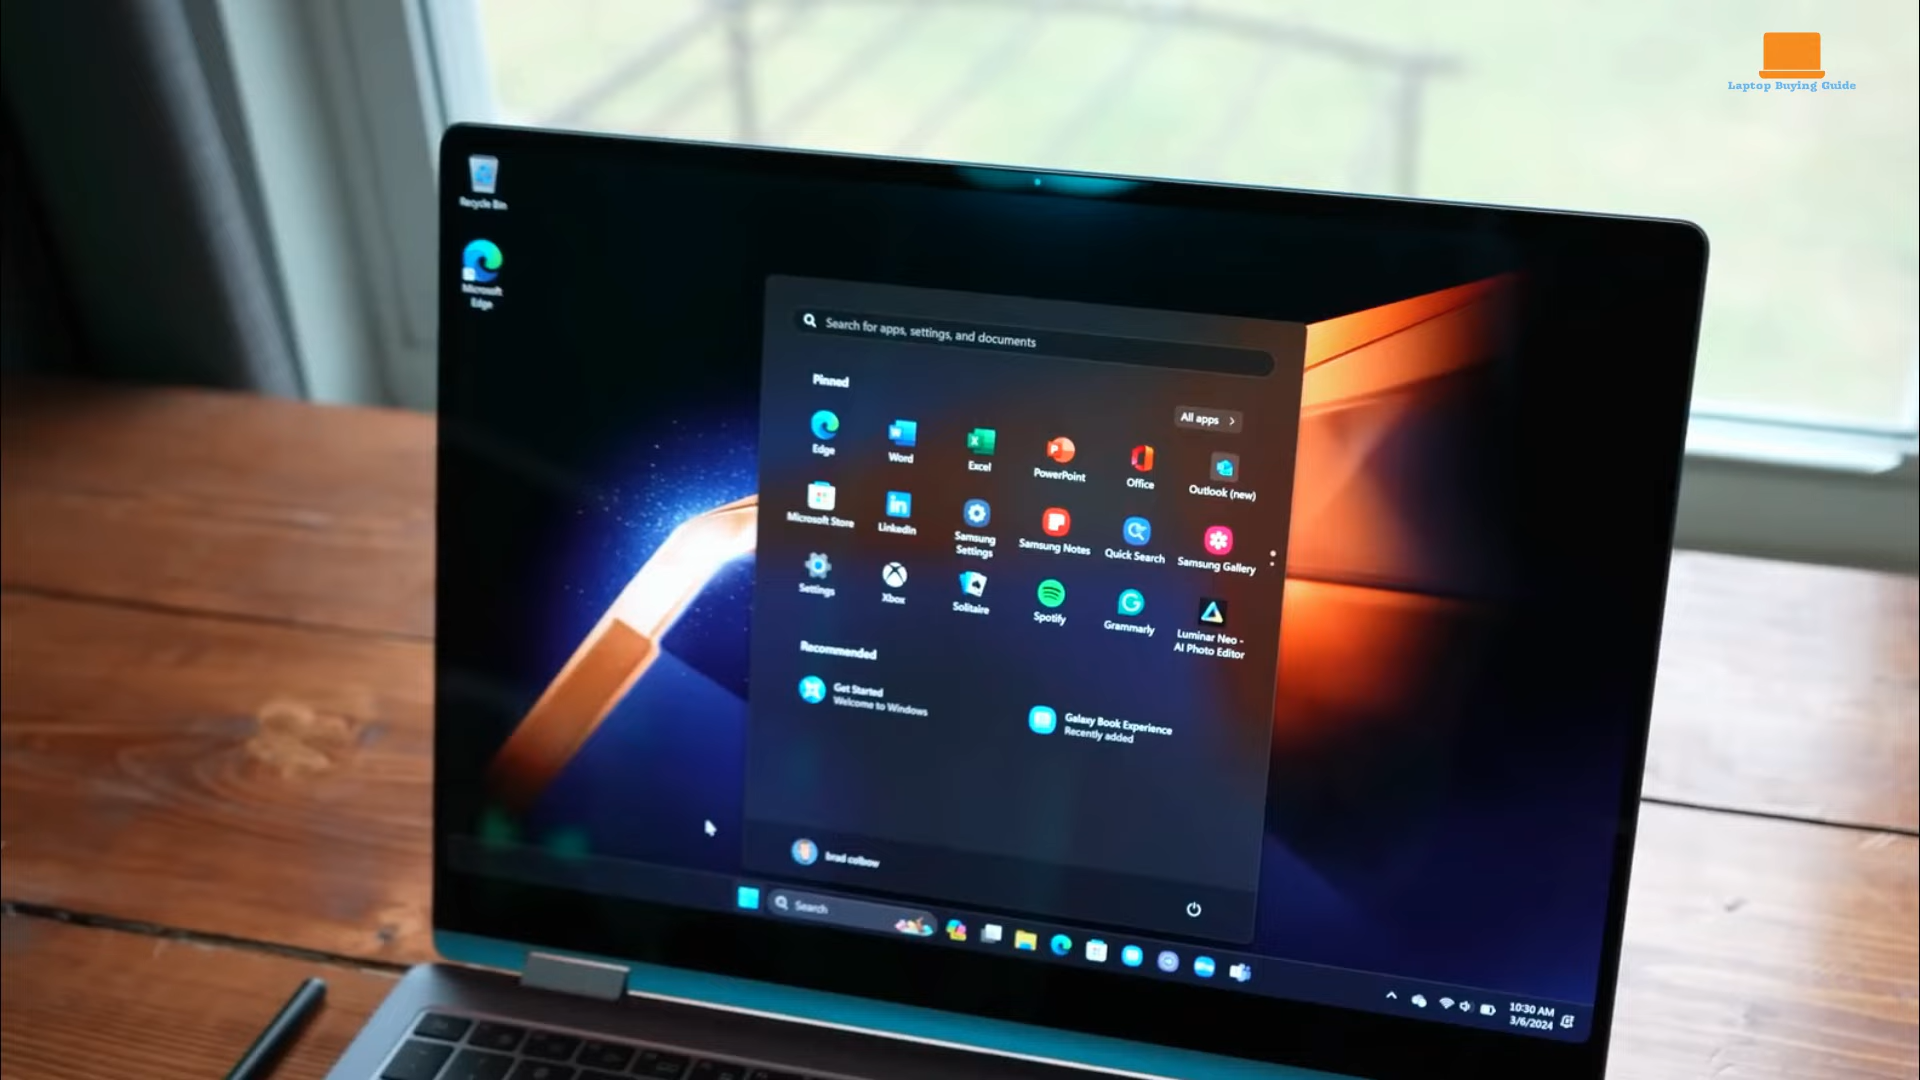 Laptop Buying Guide
Recycle Bin
Microsoft
Edge
Search for apps, settings, and documents
Pinned
All apps >
Edge
Word
Excel
PowerPoint
Office
Outlook (new)
Microsoft Store
LinkedIn
Samsung
Settings
Samsung Notes
Quick Search
Samsung Gallery
Settings
Xbox
Solitaire
Spotify
Grammarly
Luminar Neo -
AI Photo Editor
Recommended
Get Started
Welcome to Windows
Galaxy Book Experience
Recently added
brad colbow
Search
10:30 AM
3/6/2024